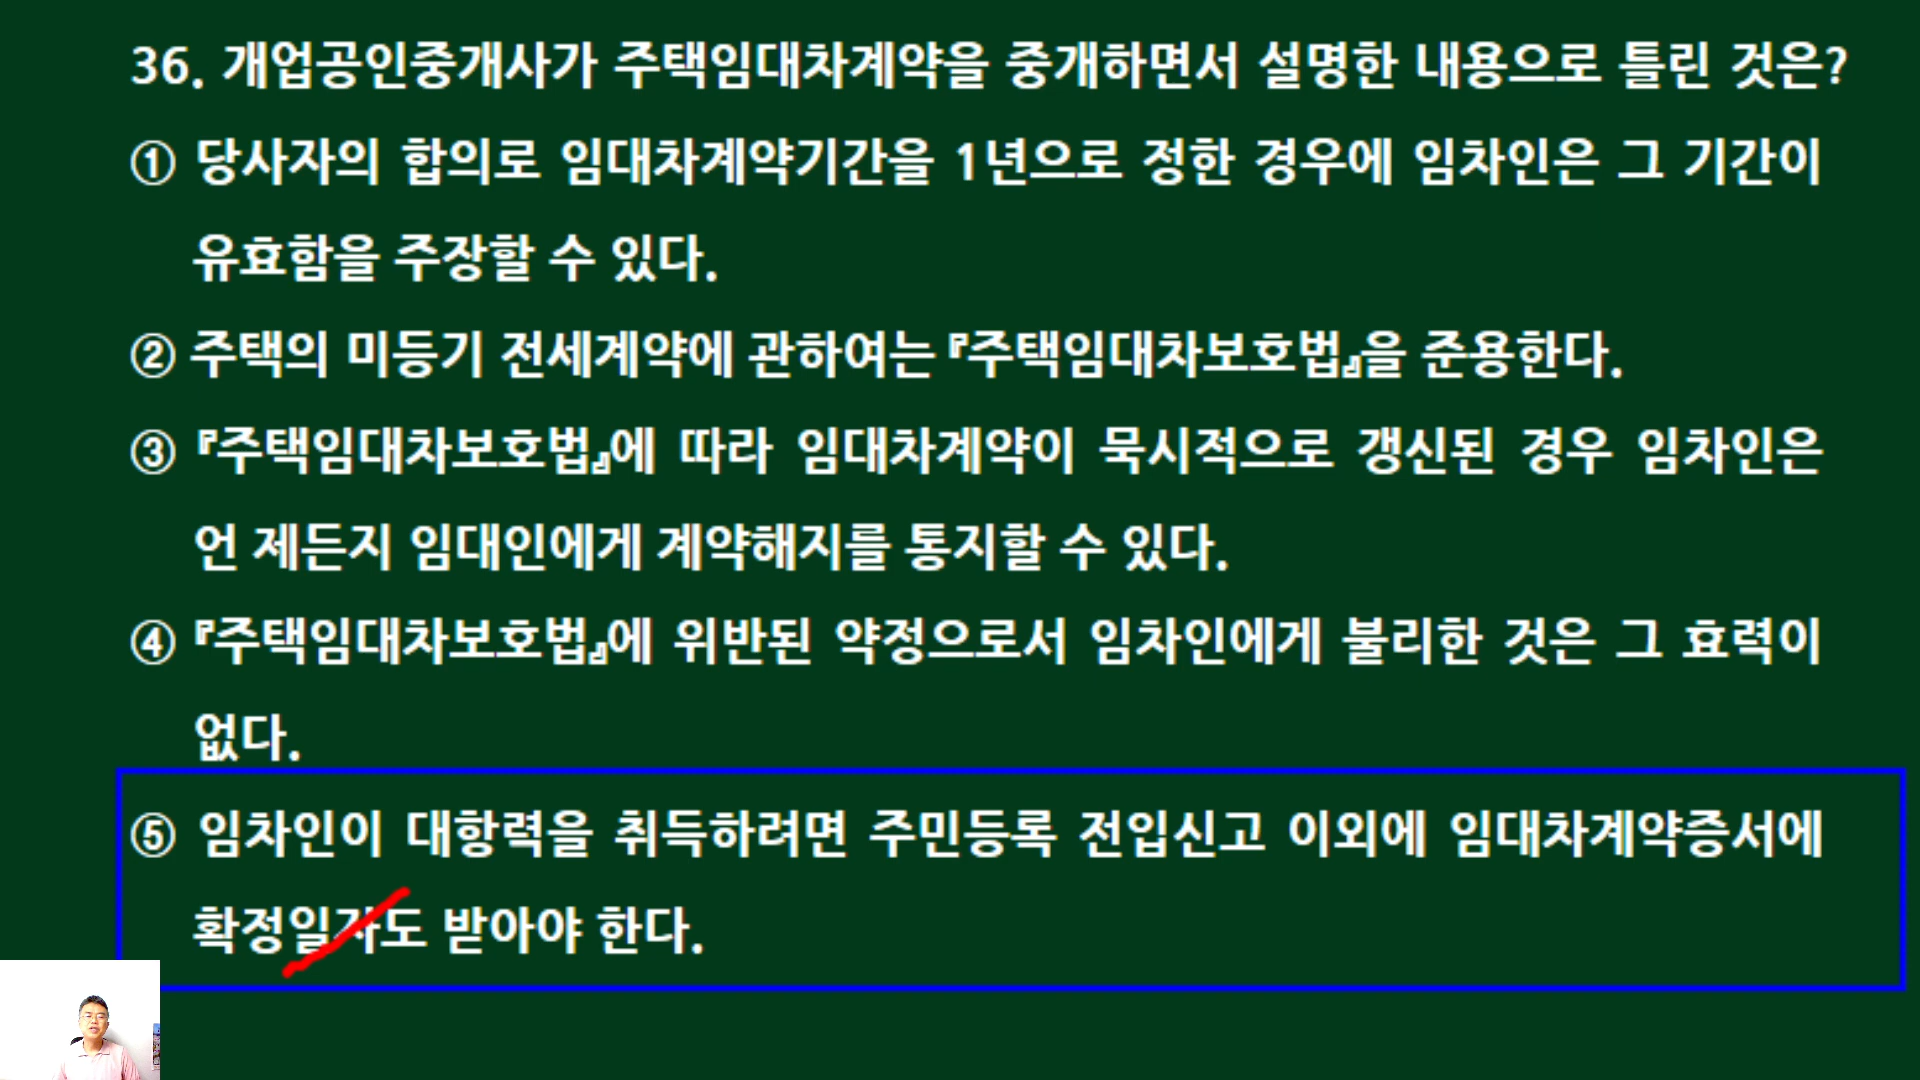 36. 개업공인중개사가 주택임대차계약을 중개하면서 설명한 내용으로 틀린 것은?
① 당사자의 합의로 임대차계약기간을 1년으로 정한 경우에 임차인은 그 기간이
유효함을 주장할 수 있다.
② 주택의 미등기 전세계약에 관하여는 『주택임대차보호법』을 준용한다.
③ 『주택임대차보호법』에 따라 임대차계약이 묵시적으로 갱신된 경우 임차인은
언 제든지 임대인에게 계약해지를 통지할 수 있다.
④ 『주택임대차보호법』에 위반된 약정으로서 임차인에게 불리한 것은 그 효력이
없다.
⑤ 임차인이 대항력을 취득하려면 주민등록 전입신고 이외에 임대차계약증서에
확정일자도 받아야 한다.